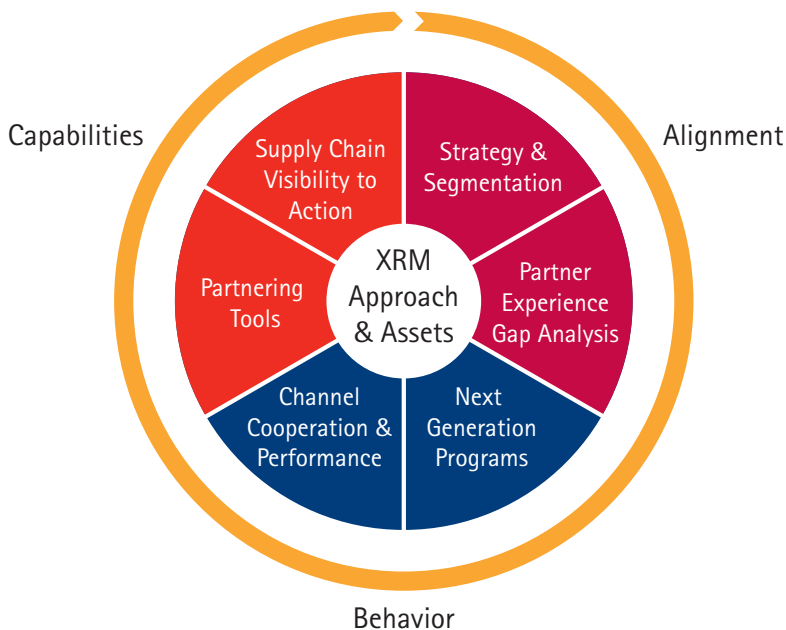 Capabilities
Alignment
Supply Chain
Visibility to
Action
Strategy &
Segmentation
Partner
Experience
Gap Analysis
Next
Generation
Programs
Channel
Cooperation &
Performance
Partnering
Tools
XRM
Approach
& Assets
Behavior